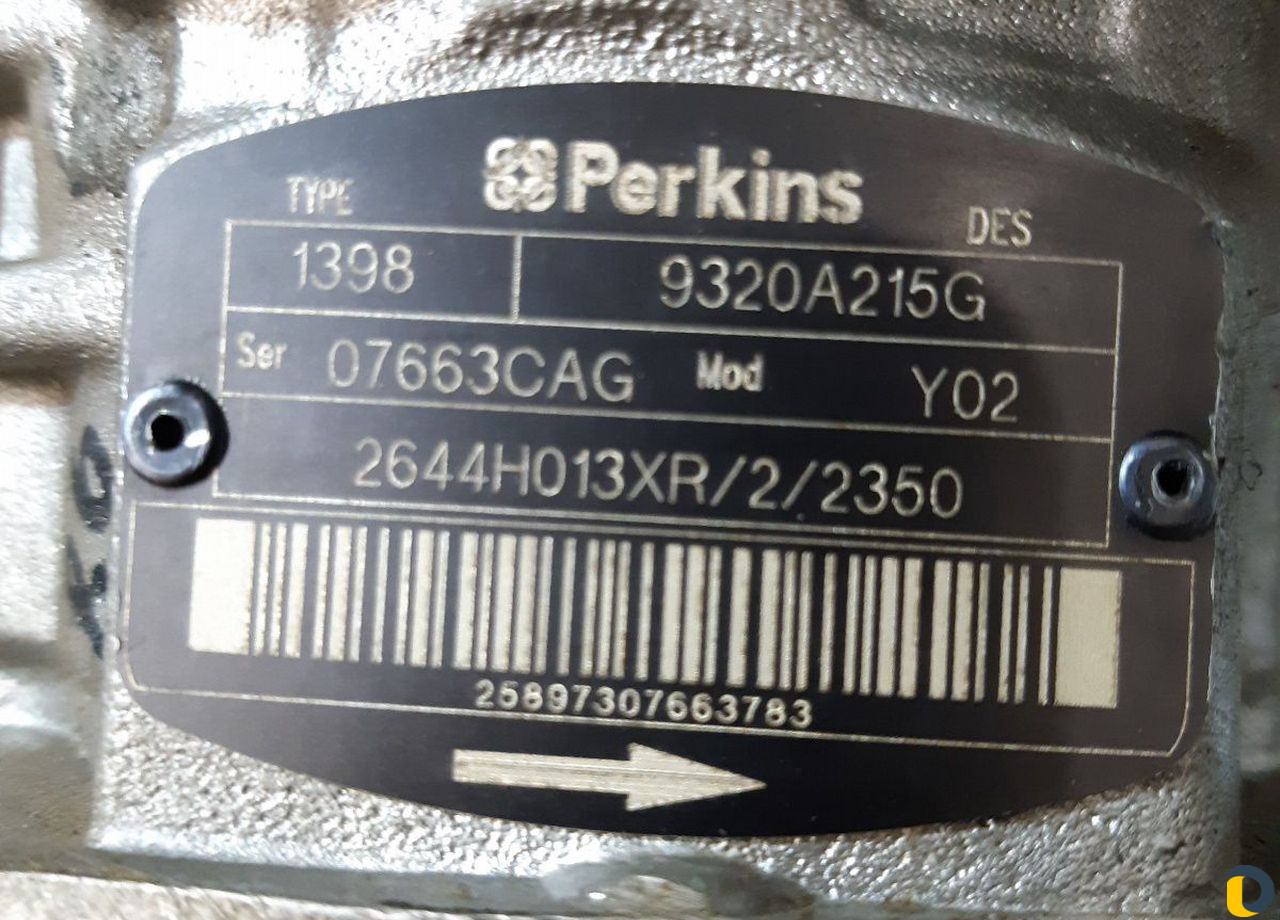 Perkins
TYPE DES
1398 9320A215G
Ser 07663CAG Mod Y02
2644H013XR/2/2350
25897307663783